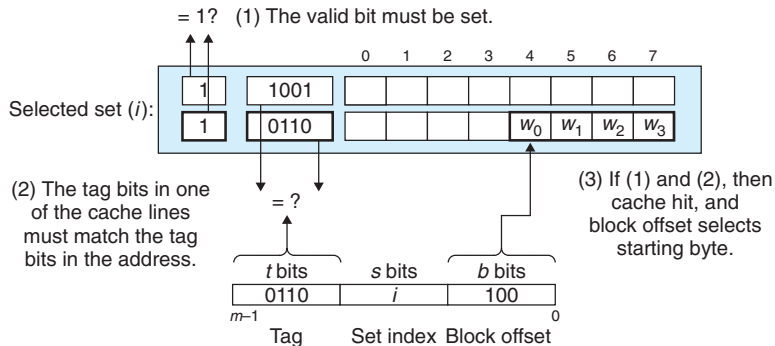 = 1? (1) The valid bit must be set.
0 1 2 3 4 5 6 7
Selected set (i):
1 1001
1 0110 w0 w1 w2 w3
(2) The tag bits in one
of the cache lines
must match the tag
bits in the address.
= ?
(3) If (1) and (2), then
cache hit, and
block offset selects
starting byte.
t bits s bits b bits
0110 i 100
m–1 0
Tag Set index Block offset